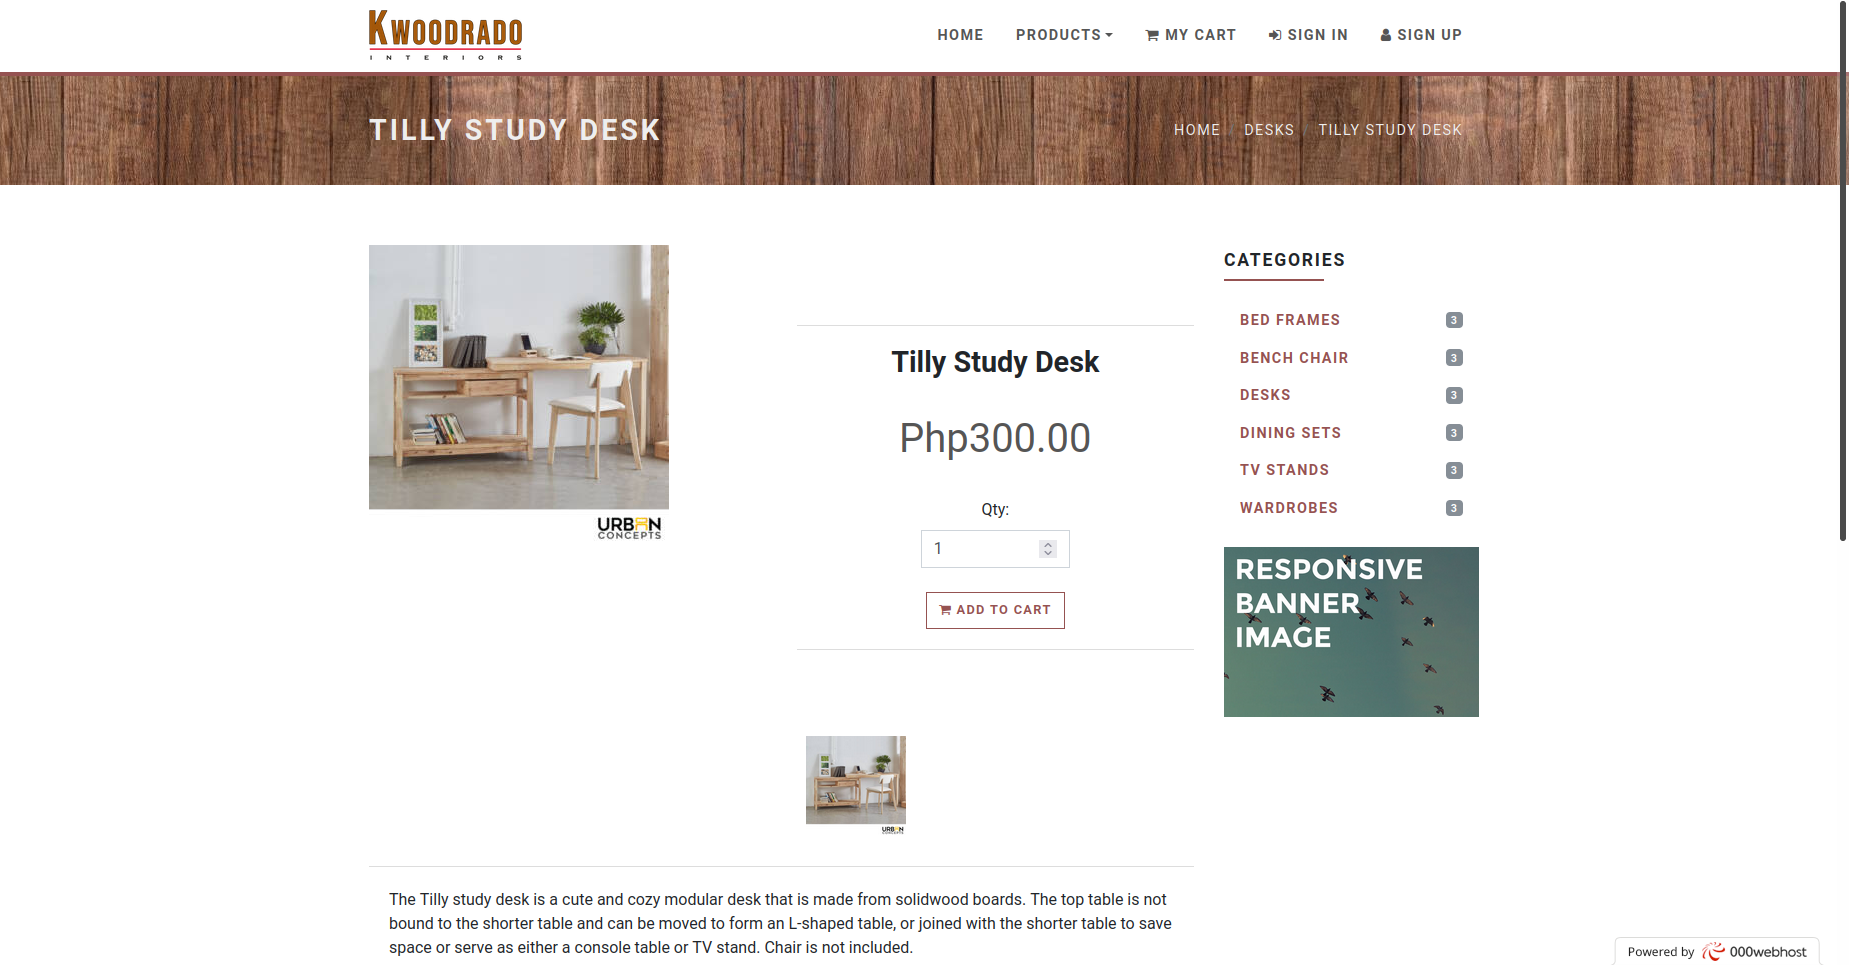 KWOODRADO
INTERIORS
HOME
PRODUCTS
MY CART
SIGN IN
SIGN UP
TILLY STUDY DESK
HOME
DESKS
TILLY STUDY DESK
URBAN
CONCEPTS
Tilly Study Desk
Php300.00
Qty:
1
ADD TO CART
URBAN
CONCEPTS
The Tilly study desk is a cute and cozy modular desk that is made from solidwood boards. The top table is not
bound to the shorter table and can be moved to form an L-shaped table, or joined with the shorter table to save
space or serve as either a console table or TV stand. Chair is not included.
CATEGORIES
BED FRAMES 3
BENCH CHAIR 3
DESKS 3
DINING SETS 3
TV STANDS 3
WARDROBES 3
RESPONSIVE
BANNER
IMAGE
Powered by 000webhost